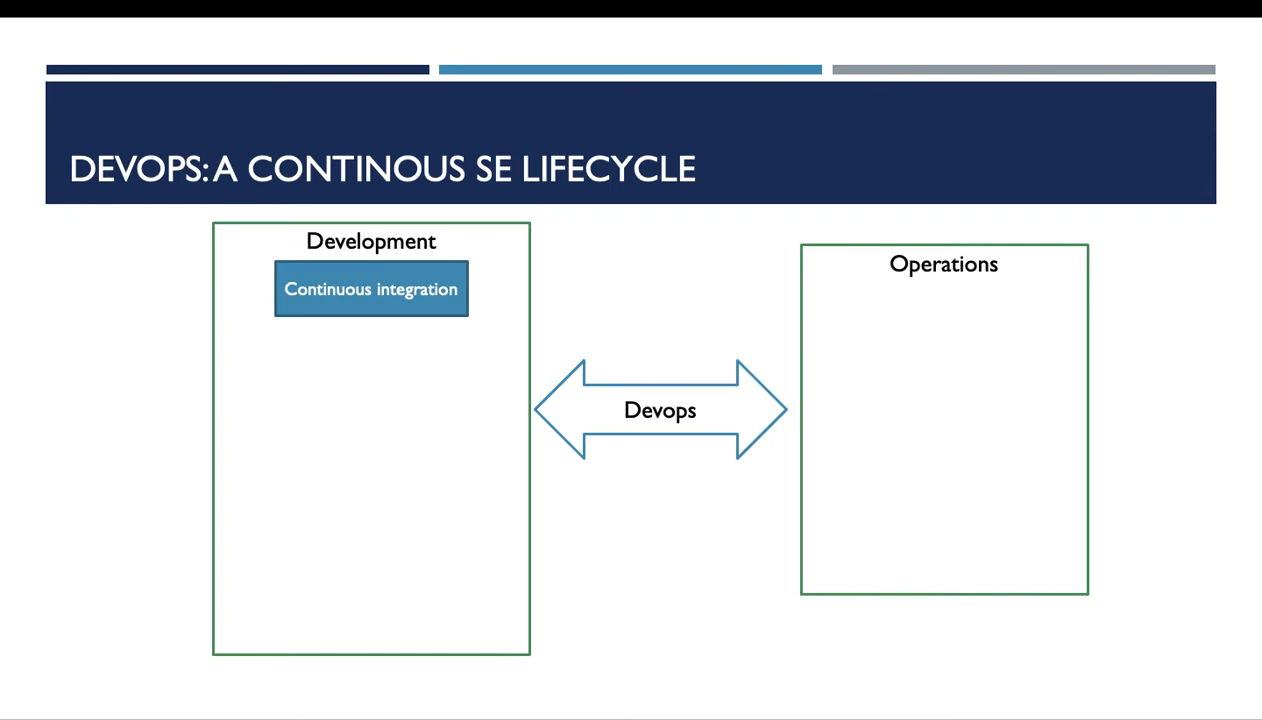 DEVOPS: A CONTINOUS SE LIFECYCLE
Development
Continuous integration
Operations
Devops